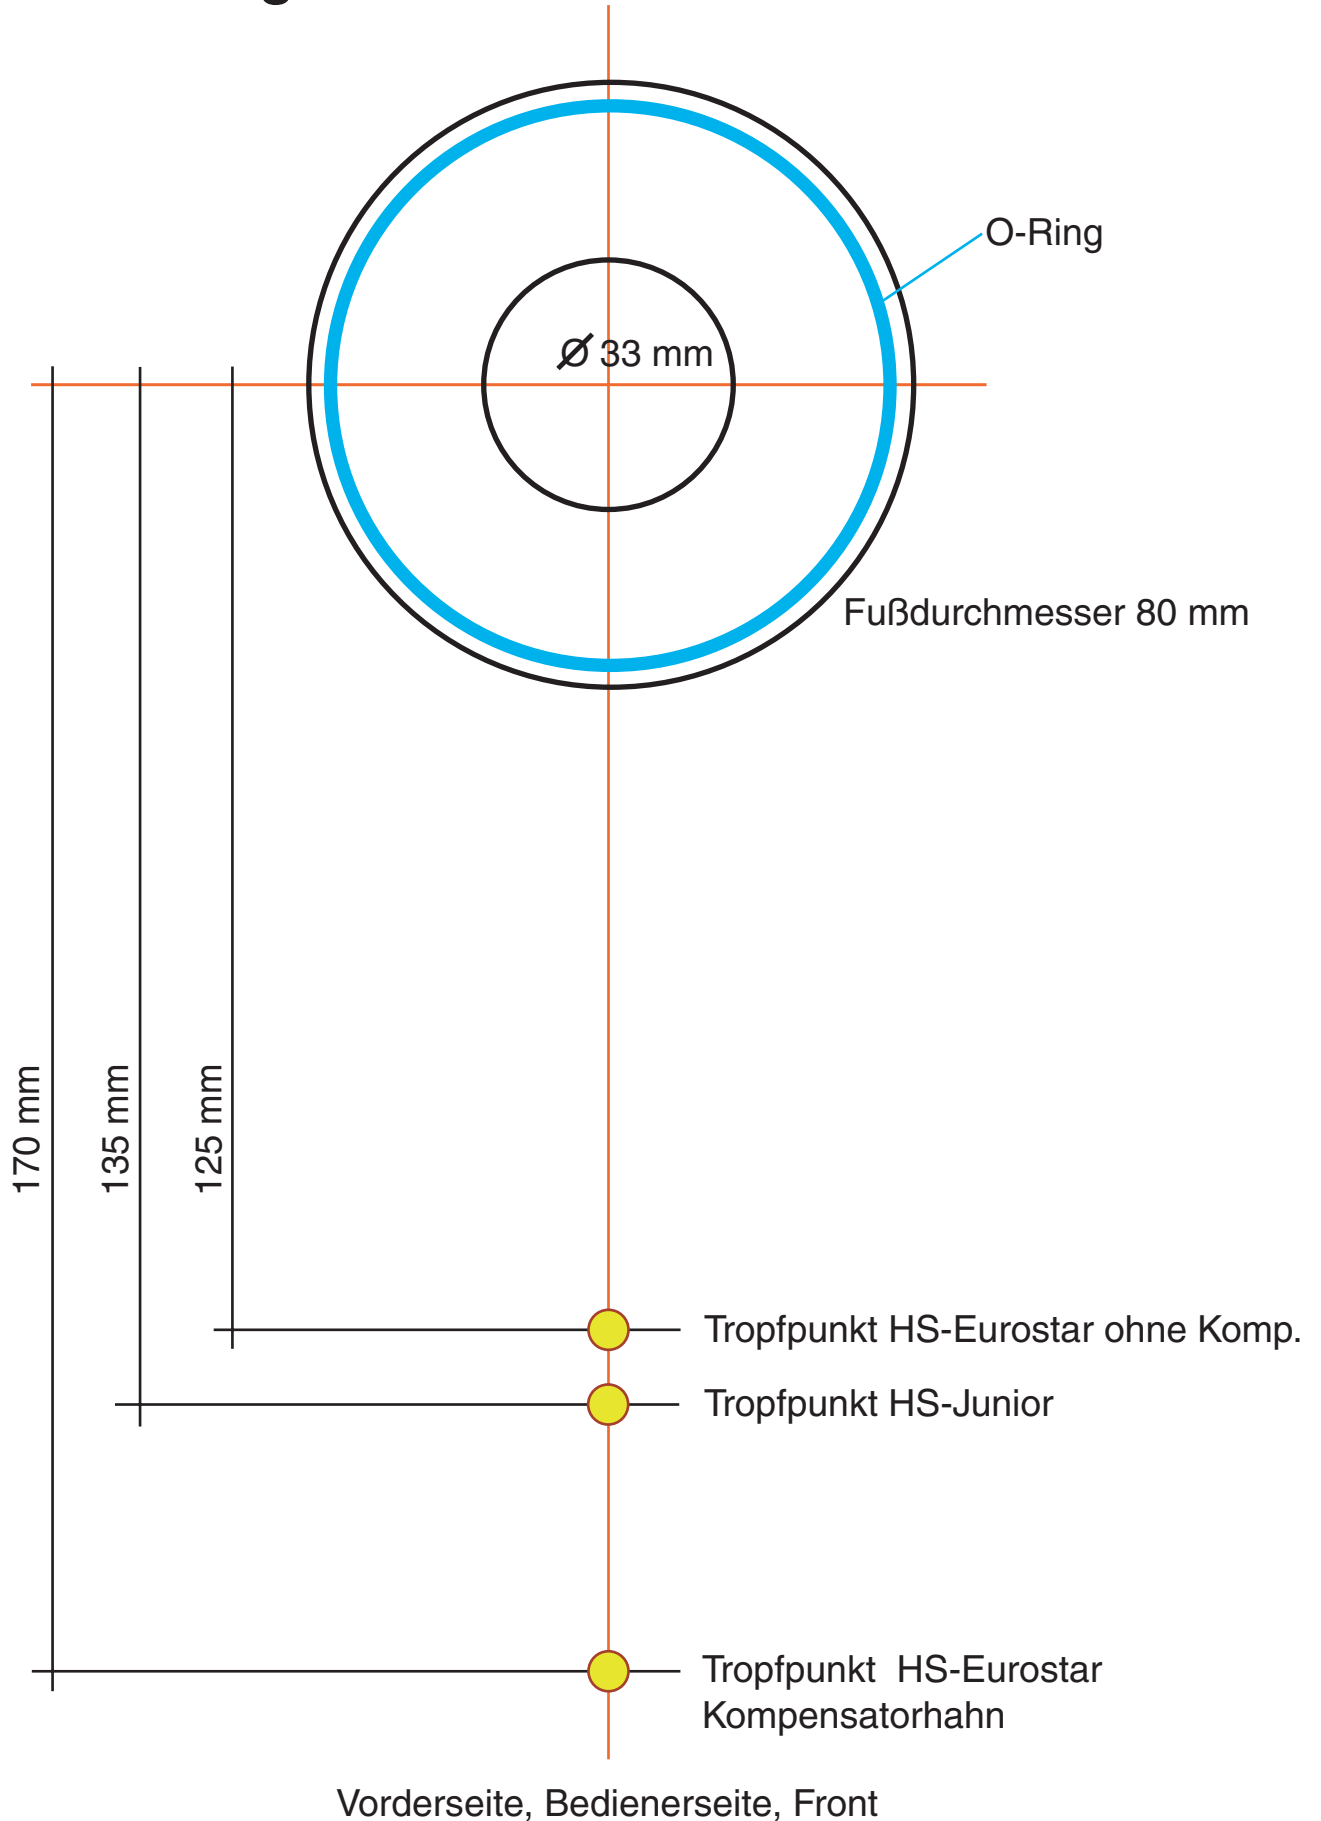 O-Ring
Ø 33 mm
Fußdurchmesser 80 mm
170 mm
135 mm
125 mm
Tropfpunkt HS-Eurostar ohne Komp.
Tropfpunkt HS-Junior
Tropfpunkt HS-Eurostar
Kompensatorhahn
Vorderseite, Bedienerseite, Front